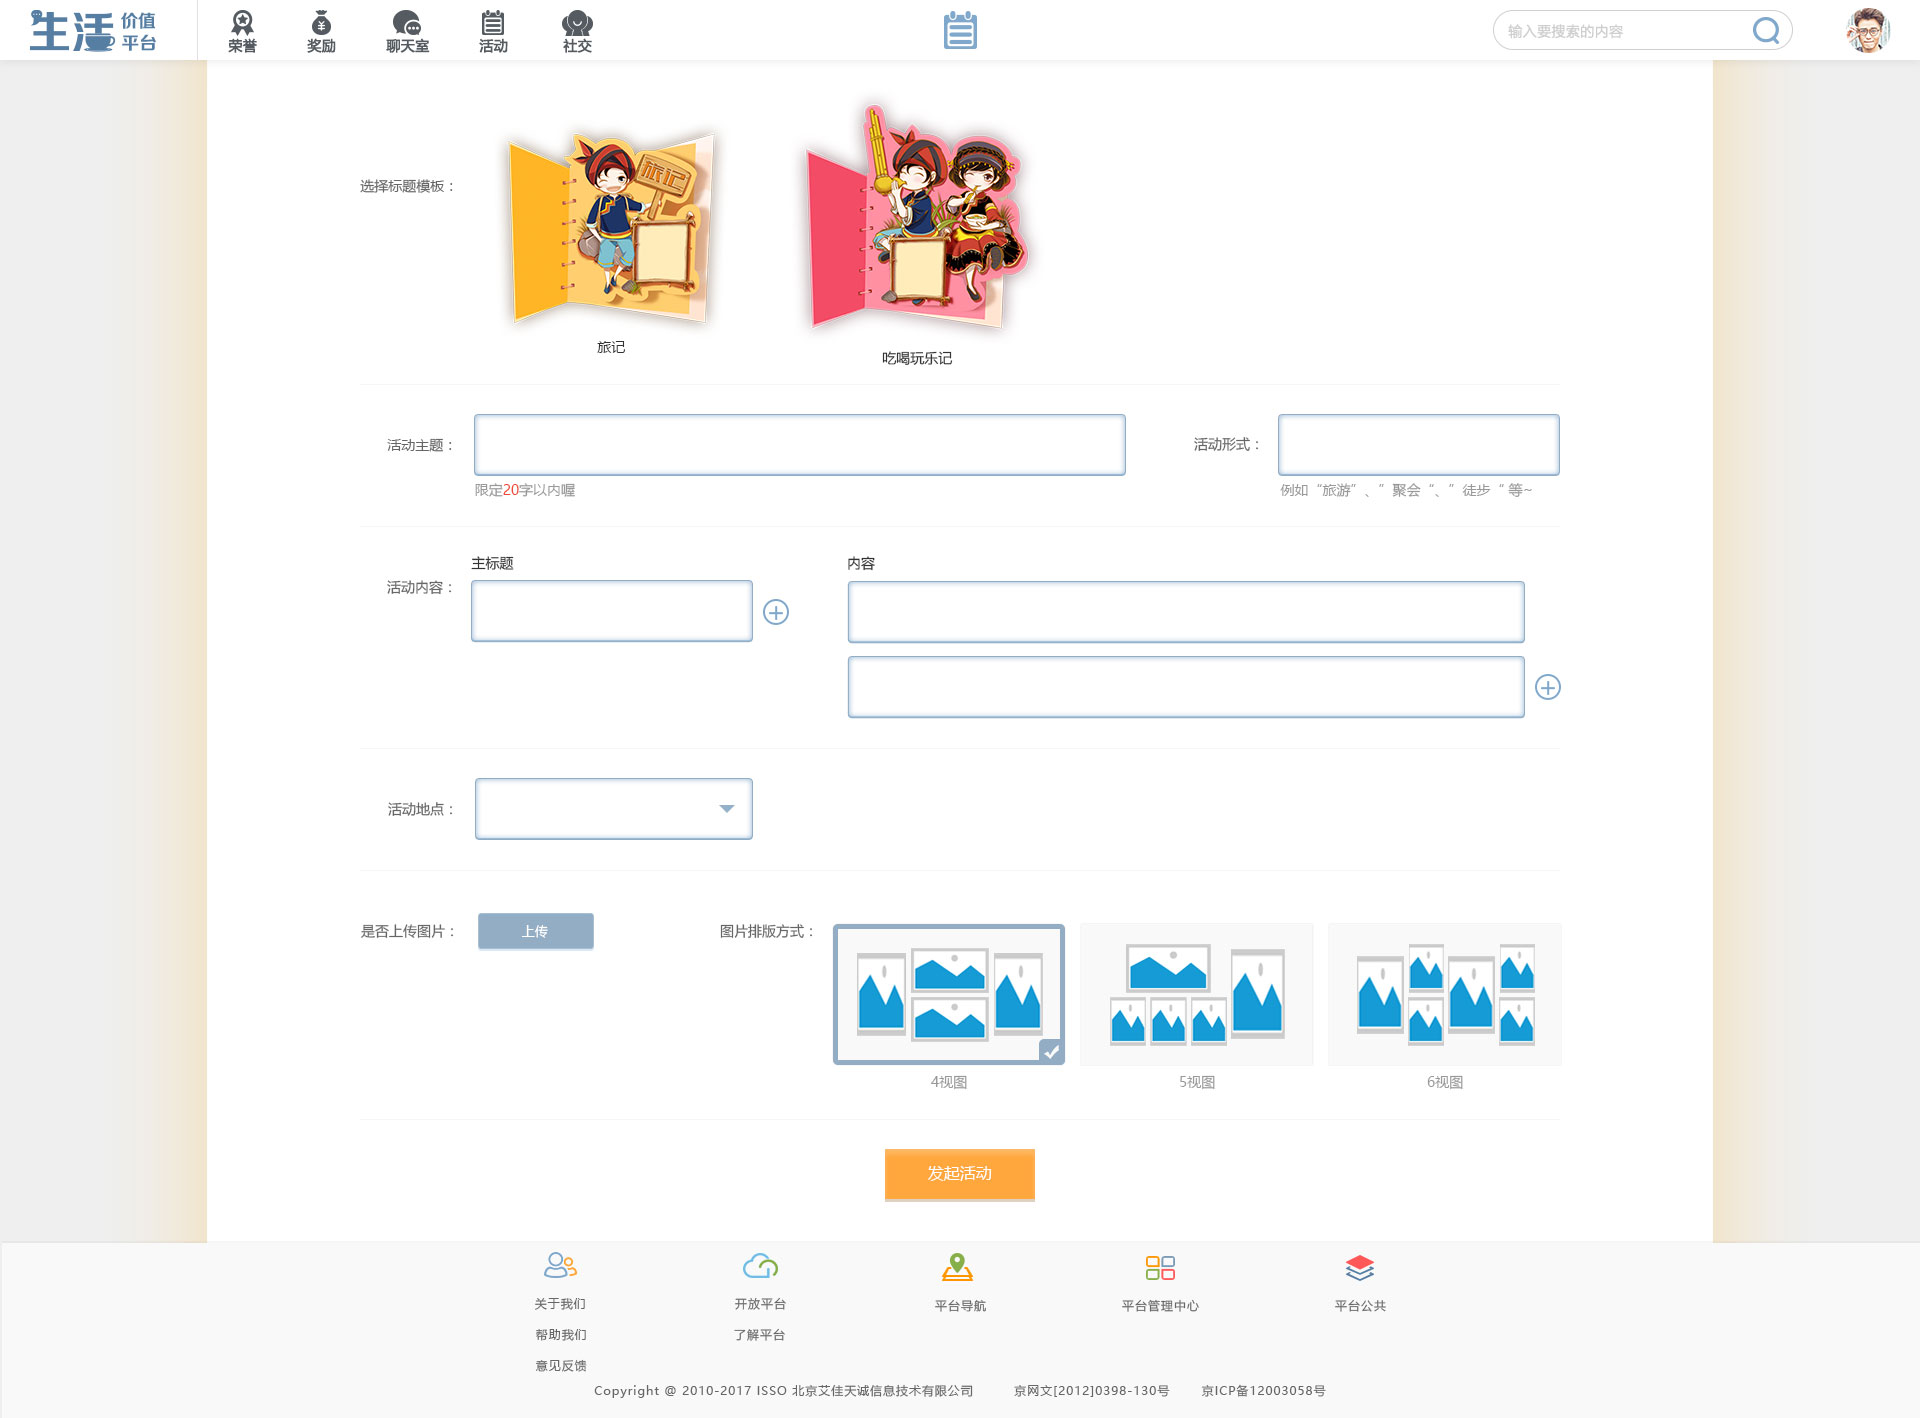 生活 价值平台
荣誉 奖励 聊天室 活动 社交
输入要搜索的内容
选择标题模板：
旅记
旅记
吃喝玩乐记
活动主题：
活动形式：
限定20字以内喔
例如“旅游”、”聚会“、”徒步“等~
主标题
内容
活动内容：
活动地点：
是否上传图片：
上传
图片排版方式：
4视图
5视图
6视图
发起活动
关于我们 开放平台 平台导航 平台管理中心 平台公共
帮助我们 了解平台
意见反馈
Copyright @ 2010-2017 ISSO 北京艾佳天诚信息技术有限公司 京网文[2012]0398-130号 京ICP备12003058号